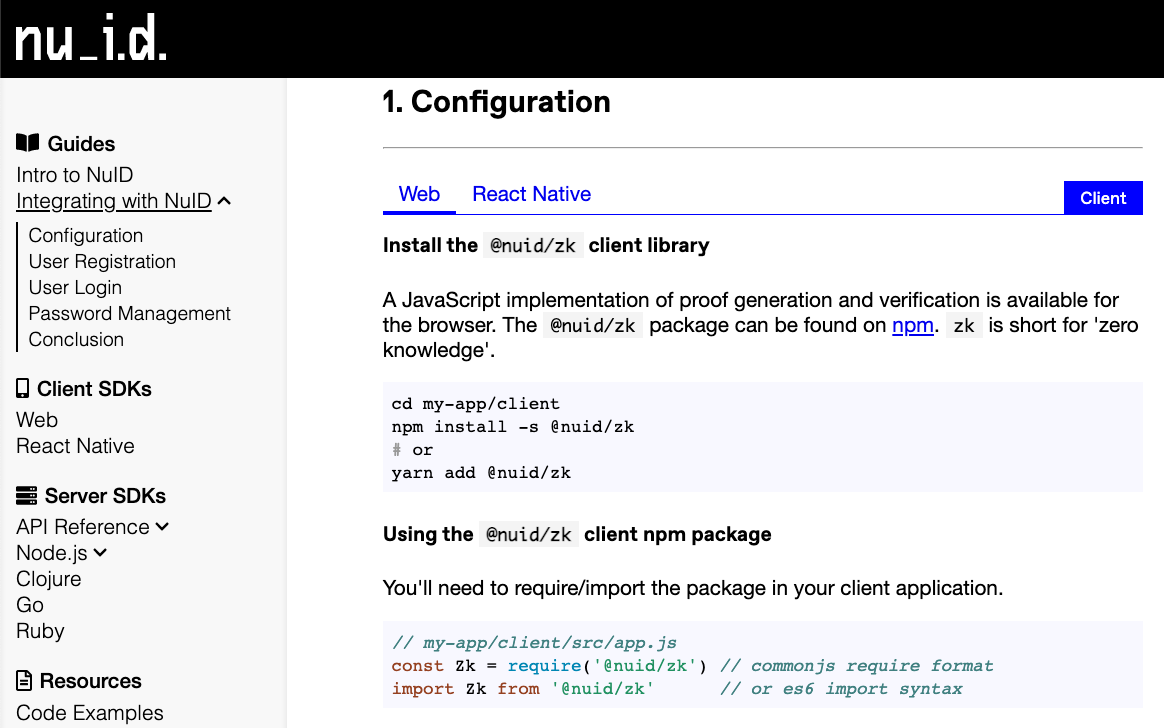 nu_i.d.
Guides
Intro to NuID
Integrating with NuID
Configuration
User Registration
User Login
Password Management
Conclusion
Client SDKs
Web
React Native
Server SDKs
API Reference
Node.js
Clojure
Go
Ruby
Resources
Code Examples
1. Configuration
Web React Native Client
Install the @nuid/zk client library
A JavaScript implementation of proof generation and verification is available for
the browser. The @nuid/zk package can be found on npm. zk is short for 'zero
knowledge'.
cd my-app/client
npm install -s @nuid/zk
# or
yarn add @nuid/zk
Using the @nuid/zk client npm package
You'll need to require/import the package in your client application.
// my-app/client/src/app.js
const Zk = require('@nuid/zk') // commonjs require format
import Zk from '@nuid/zk' // or es6 import syntax